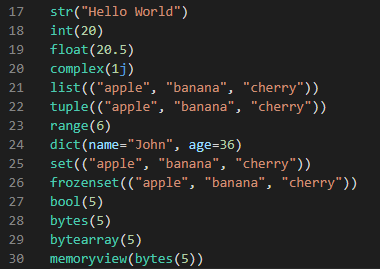 17 str("Hello World")
18 int(20)
19 float(20.5)
20 complex(1j)
21 list(("apple", "banana", "cherry"))
22 tuple(("apple", "banana", "cherry"))
23 range(6)
24 dict(name="John", age=36)
25 set(("apple", "banana", "cherry"))
26 frozenset(("apple", "banana", "cherry"))
27 bool(5)
28 bytes(5)
29 bytearray(5)
30 memoryview(bytes(5))